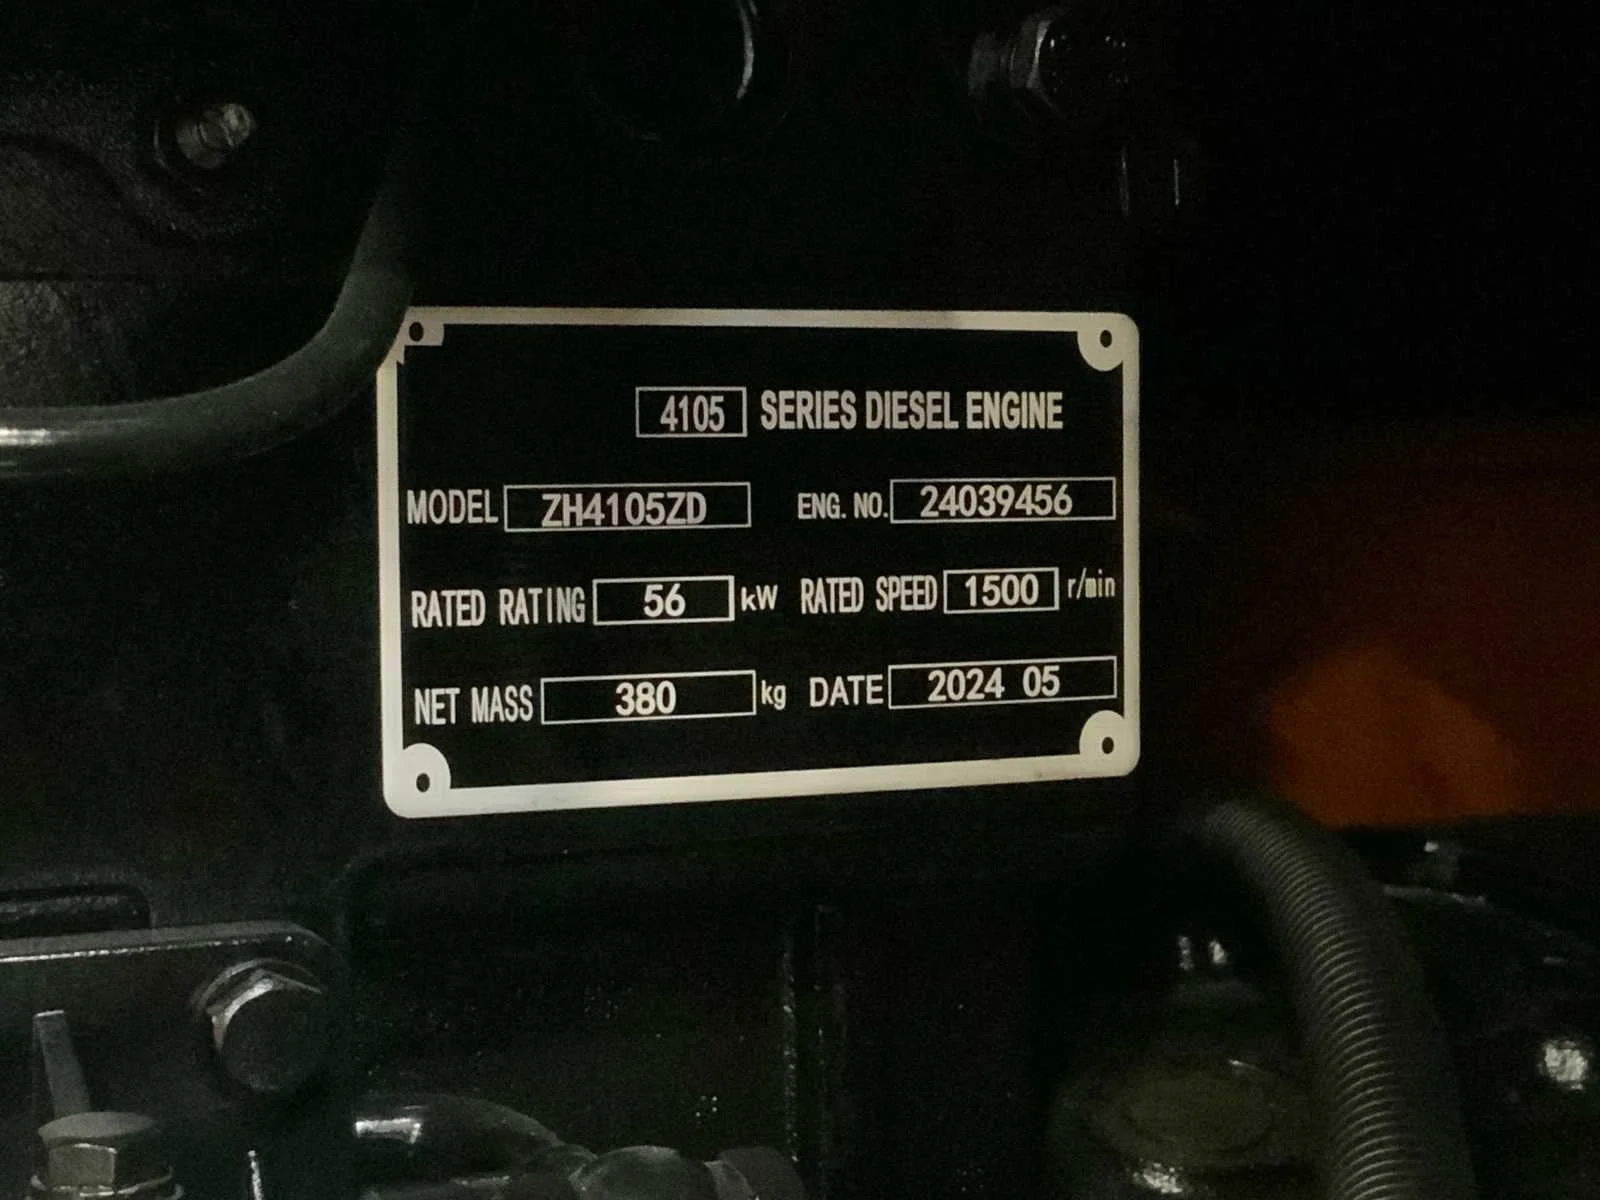 4105 SERIES DIESEL ENGINE
MODEL ZH4105ZD ENG. NO. 24039456
RATED RATING 56 kW RATED SPEED 1500 r/min
NET MASS 380 kg DATE 2024 05